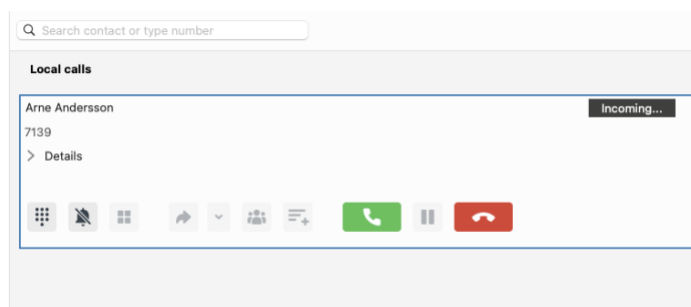 Search contact or type number
Local calls
Arne Andersson
Incoming...
7139
Details